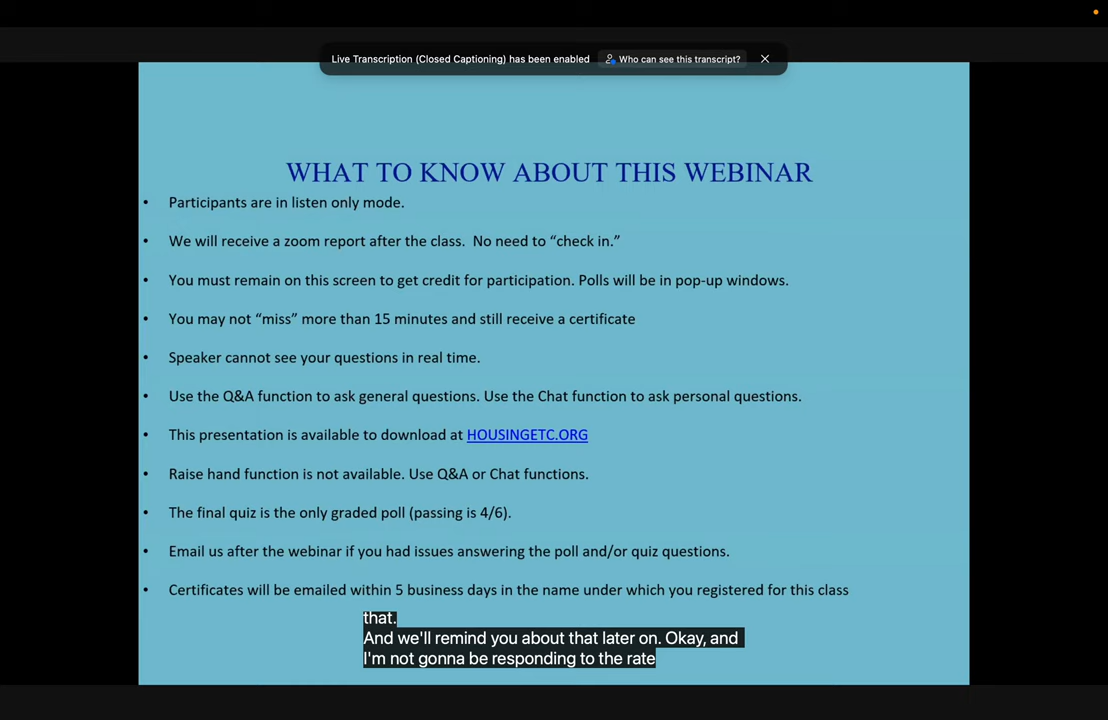 Live Transcription (Closed Captioning) has been enabled Who can see this transcript?
WHAT TO KNOW ABOUT THIS WEBINAR
• Participants are in listen only mode.
• We will receive a zoom report after the class. No need to “check in.”
• You must remain on this screen to get credit for participation. Polls will be in pop-up windows.
• You may not “miss” more than 15 minutes and still receive a certificate
• Speaker cannot see your questions in real time.
• Use the Q&A function to ask general questions. Use the Chat function to ask personal questions.
• This presentation is available to download at HOUSINGETC.ORG
• Raise hand function is not available. Use Q&A or Chat functions.
• The final quiz is the only graded poll (passing is 4/6).
• Email us after the webinar if you had issues answering the poll and/or quiz questions.
• Certificates will be emailed within 5 business days in the name under which you registered for this class
that.
And we'll remind you about that later on. Okay, and
I'm not gonna be responding to the rate